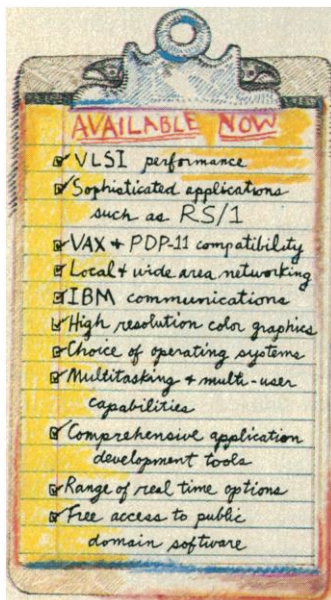 AVAILABLE NOW
VLSI performance
Sophisticated applications
such as RS/1
VAX + PDP-11 compatibility
Local + wide area networking
IBM communications
High resolution color graphics
Choice of operating systems
Multitasking + multi-user
capabilities
Comprehensive application
development tools
Range of real time options
Free access to public
domain software